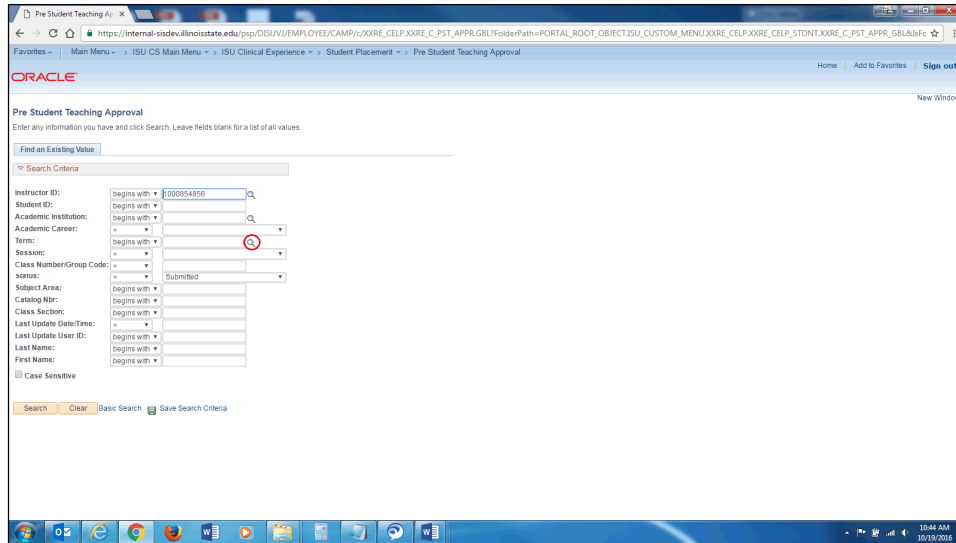 Pre Student Teaching Ap ×
https://internal-sisdev.illinoisstate.edu/psp/DISUVJ/EMPLOYEE/CAMP/c/XXRE_CELP.XXRE_C_PST_APPR.GBL?FolderPath=PORTAL_ROOT_OBJECT.ISU_CUSTOM_MENU.XXRE_CELP.XXRE_CELP_STDNT.XXRE_C_PST_APPR_GBL&IsFc
Favorites Main Menu > ISU CS Main Menu > ISU Clinical Experience > Student Placement > Pre Student Teaching Approval
Home Add to Favorites Sign out
ORACLE
New Window
Pre Student Teaching Approval
Enter any information you have and click Search. Leave fields blank for a list of all values.
Find an Existing Value
Search Criteria
Instructor ID: begins with 1000854856
Student ID: begins with
Academic Institution: begins with
Academic Career: =
Term: begins with
Session: =
Class Number/Group Code: =
Status: = Submitted
Subject Area: begins with
Catalog Nbr: begins with
Class Section: begins with
Last Update Date/Time: =
Last Update User ID: begins with
Last Name: begins with
First Name: begins with
Case Sensitive
Search Clear Basic Search Save Search Criteria
10:44 AM
10/19/2016